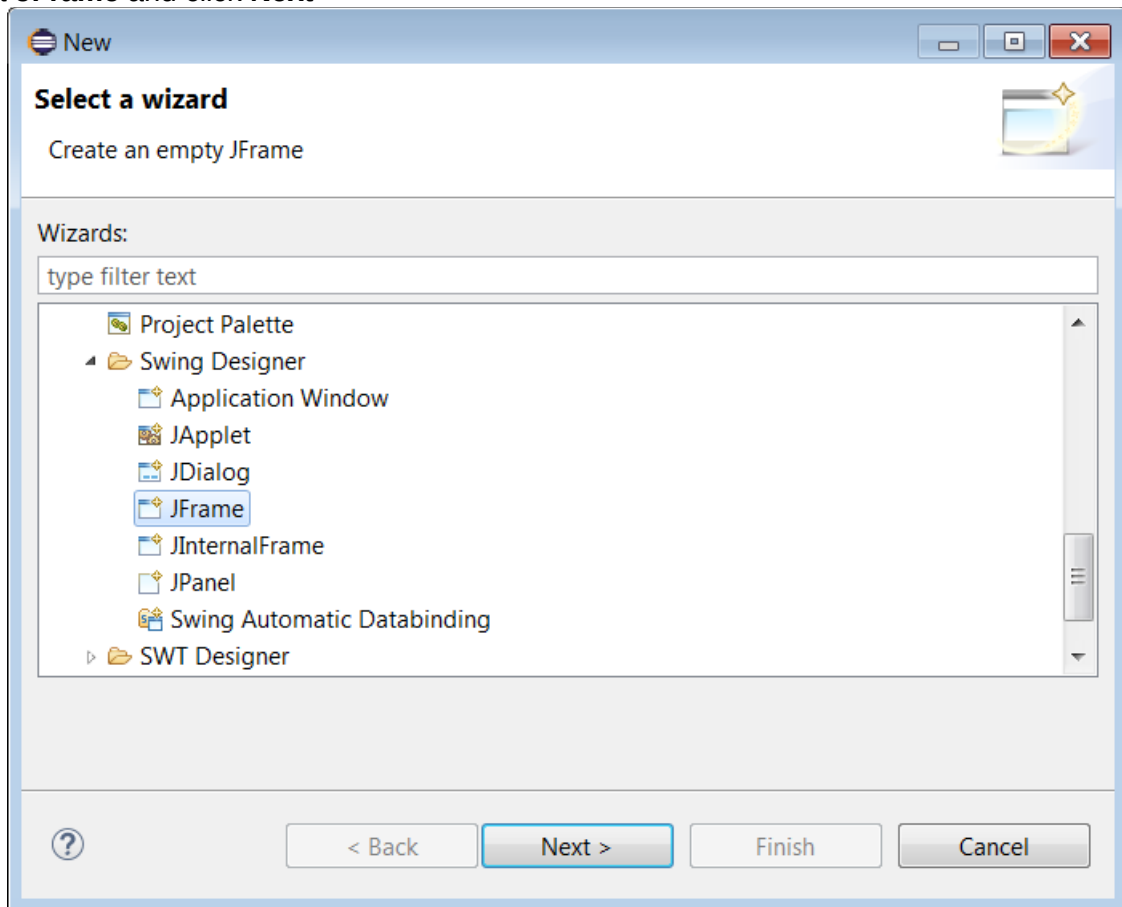 New
Select a wizard
Create an empty JFrame
Wizards:
type filter text
Project Palette
Swing Designer
Application Window
JApplet
JDialog
JFrame
JInternalFrame
JPanel
Swing Automatic Databinding
SWT Designer
< Back Next > Finish Cancel